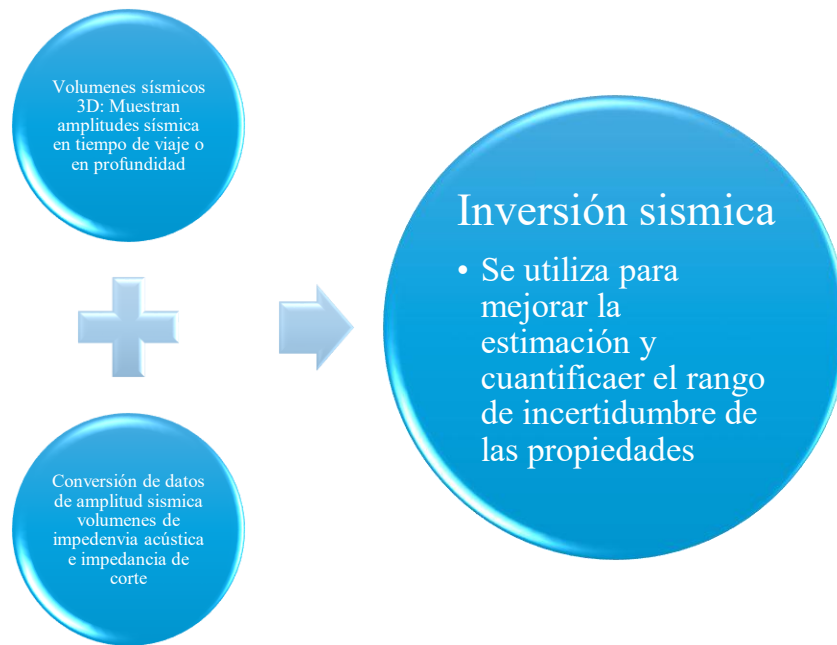 Volumenes sísmicos
3D: Muestran
amplitudes sísmica
en tiempo de viaje o
en profundidad
Conversión de datos
de amplitud sismica
volumenes de
impedenvia acústica
e impedancia de
corte
Inversión sismica
• Se utiliza para
mejorar la
estimación y
cuantificaer el rango
de incertidumbre de
las propiedades